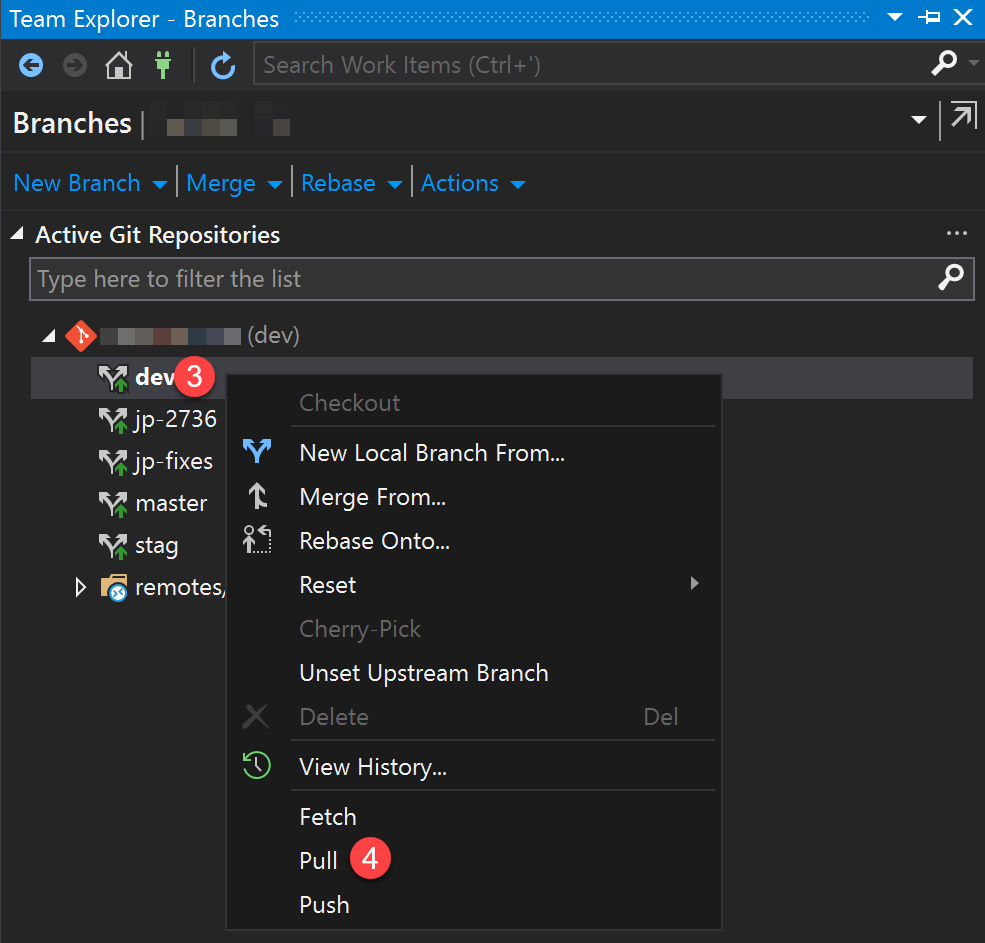 Team Explorer - Branches
Search Work Items (Ctrl+')
Branches |
New Branch Merge Rebase Actions
Active Git Repositories
Type here to filter the list
(dev)
dev 3
Checkout
jp-2736
New Local Branch From...
jp-fixes
Merge From...
master
Rebase Onto...
stag
Reset
remotes/
Cherry-Pick
Unset Upstream Branch
Delete Del
View History...
Fetch
Pull 4
Push